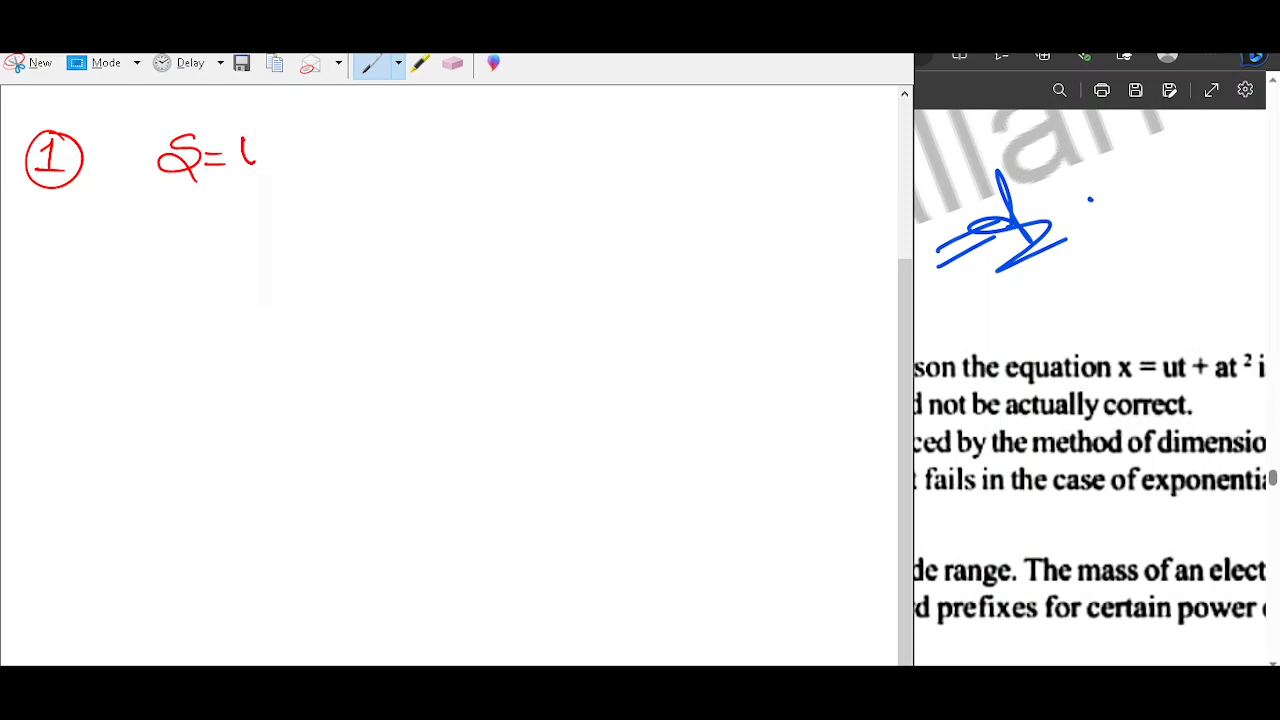 New Mode Delay
① S = u
son the equation x = ut + at ² i
d not be actually correct.
ced by the method of dimensio
t fails in the case of exponentia
de range. The mass of an elect
d prefixes for certain power